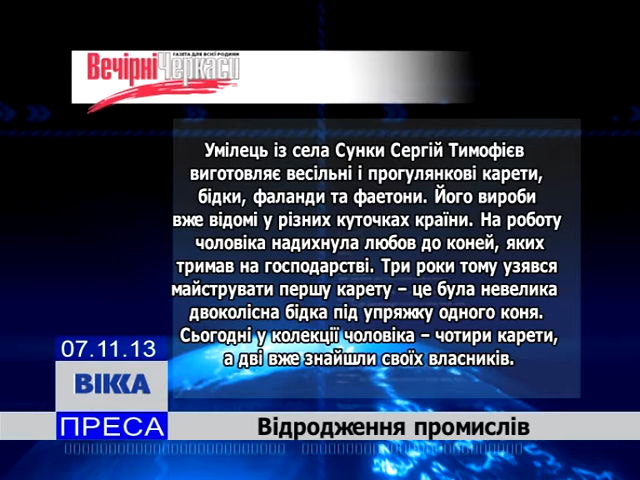 ГАЗЕТА ДЛЯ ВСІЄЇ РОДИНИ
Вечірні Черкаси
Умілець із села Сунки Сергій Тимофієв
виготовляє весільні і прогулянкові карети,
бідки, фаланди та фаетони. Його вироби
вже відомі у різних куточках країни. На роботу
чоловіка надихнула любов до коней, яких
тримав на господарстві. Три роки тому узявся
майструвати першу карету – це була невелика
двоколісна бідка під упряжку одного коня.
Сьогодні у колекції чоловіка – чотири карети,
а дві вже знайшли своїх власників.
07.11.13
ВІККА
ПРЕСА
Відродження промислів